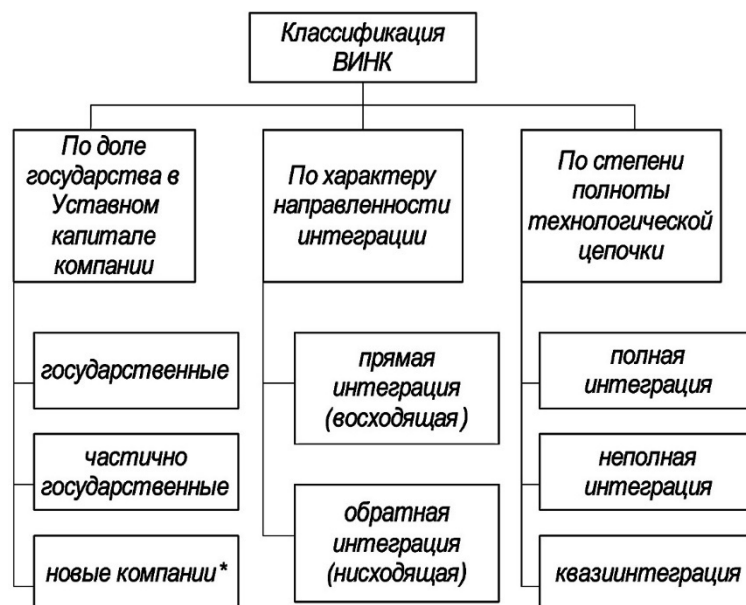 Классификация
ВИНК
По доле
государства в
Уставном
капитале
компании
государственные
частично
государственные
новые компании*
По характеру
направленности
интеграции
прямая
интеграция
(восходящая)
обратная
интеграция
(нисходящая)
По степени
полноты
технологической
цепочки
полная
интеграция
неполная
интеграция
квазиинтеграция